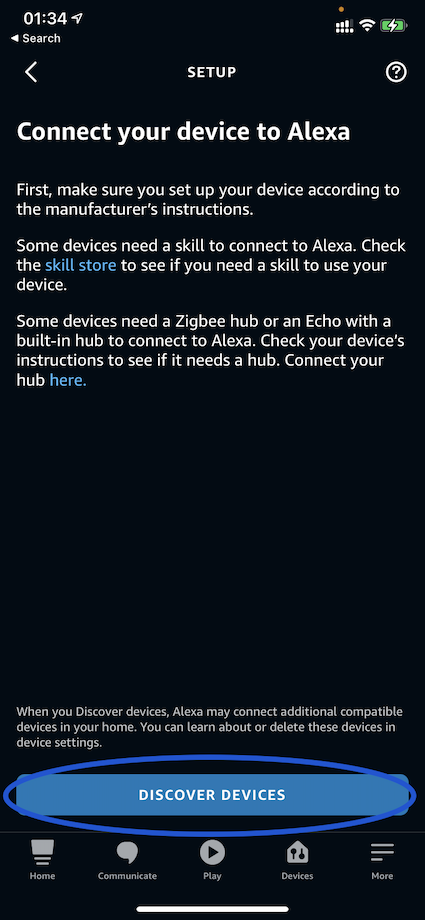 01:34
Search
SETUP
Connect your device to Alexa
First, make sure you set up your device according to
the manufacturer's instructions.
Some devices need a skill to connect to Alexa. Check
the skill store to see if you need a skill to use your
device.
Some devices need a Zigbee hub or an Echo with a
built-in hub to connect to Alexa. Check your device's
instructions to see if it needs a hub. Connect your
hub here.
When you Discover devices, Alexa may connect additional compatible
devices in your home. You can learn about or delete these devices in
device settings.
DISCOVER DEVICES
Home Communicate Play Devices More